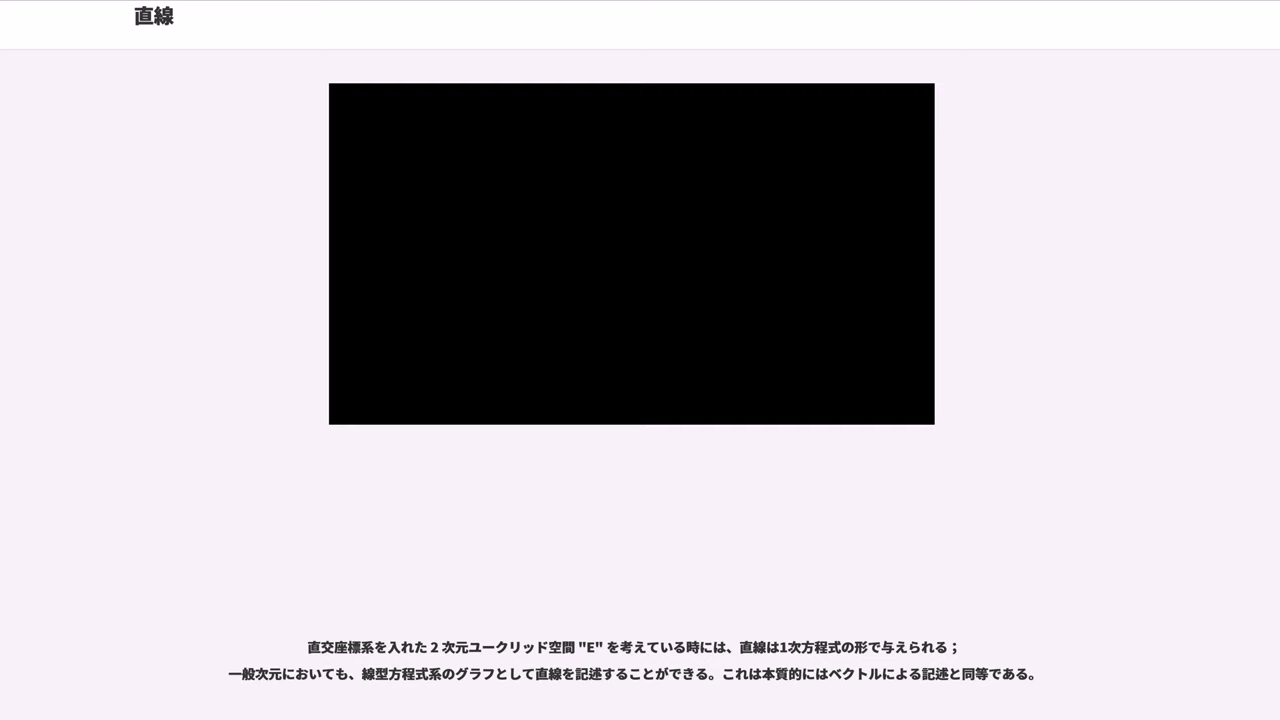 直線
直交座標系を入れた 2 次元ユークリッド空間 "E" を考えている時には、直線は1次方程式の形で与えられる；
一般次元においても、線型方程式系のグラフとして直線を記述することができる。これは本質的にはベクトルによる記述と同等である。